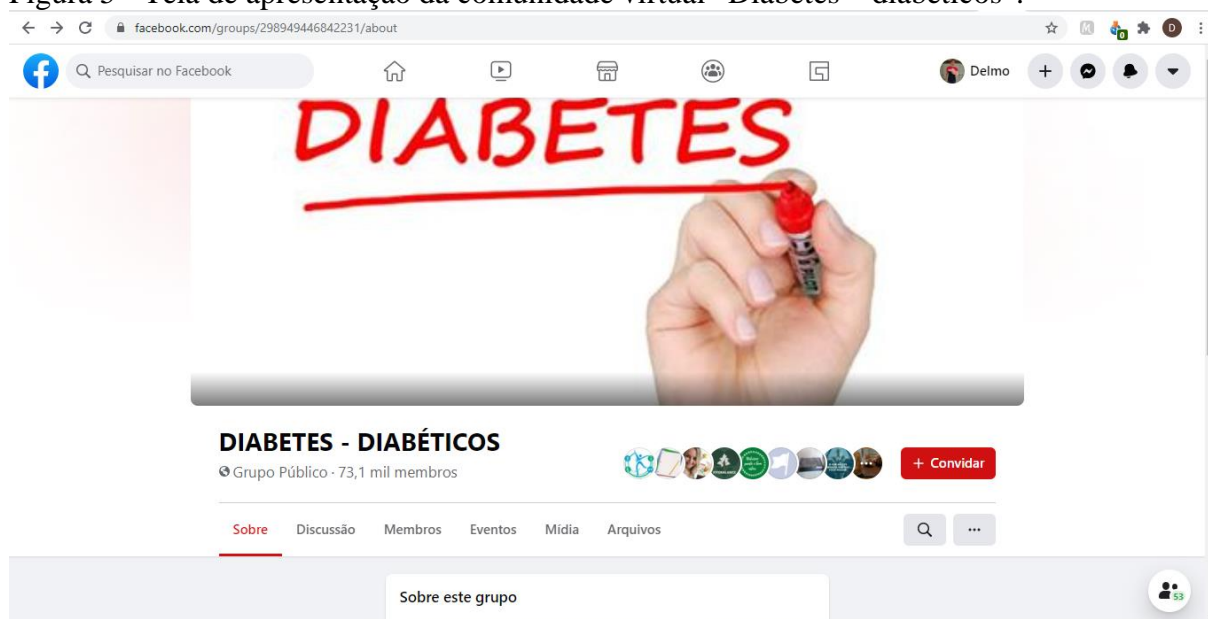 Figura 3 - Tela de apresentação da comunidade virtual "Diabetes – diabéticos".
facebook.com/groups/298949446842231/about
0
D
Pesquisar no Facebook
Delmo
DIABETES
PILOT
DIABETES - DIABÉTICOS
Grupo Público · 73,1 mil membros
+ Convidar
Sobre Discussão Membros Eventos Mídia Arquivos
Sobre este grupo
53